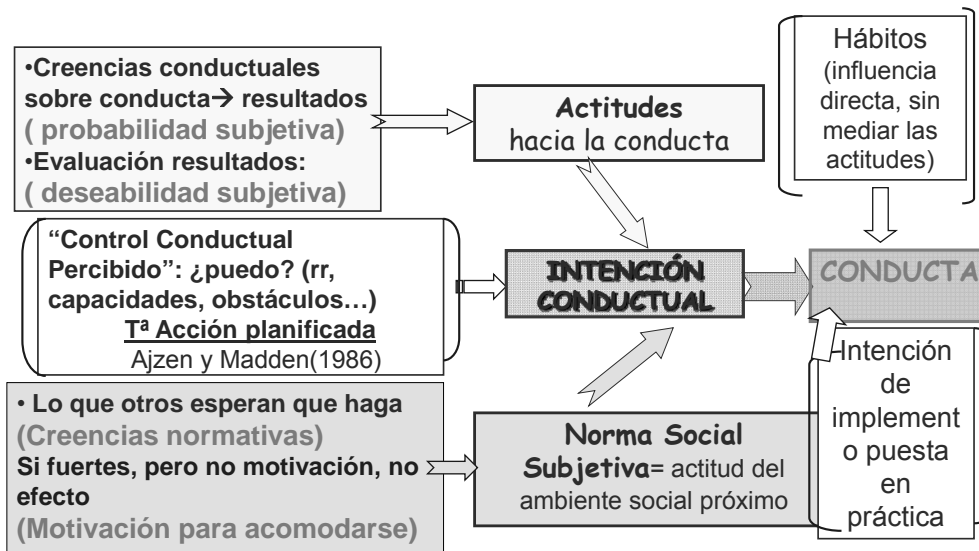 •Creencias conductuales
sobre conducta→ resultados
( probabilidad subjetiva)
•Evaluación resultados:
( deseabilidad subjetiva)
Actitudes
hacia la conducta
Hábitos
(influencia
directa, sin
mediar las
actitudes)
“Control Conductual
Percibido”: ¿puedo? (rr,
capacidades, obstáculos…)
Tª Acción planificada
Ajzen y Madden(1986)
INTENCIÓN
CONDUCTUAL
CONDUCTA
• Lo que otros esperan que haga
(Creencias normativas)
Si fuertes, pero no motivación, no
efecto
(Motivación para acomodarse)
Norma Social
Subjetiva= actitud del
ambiente social próximo
Intención
de
implement
o puesta
en
práctica